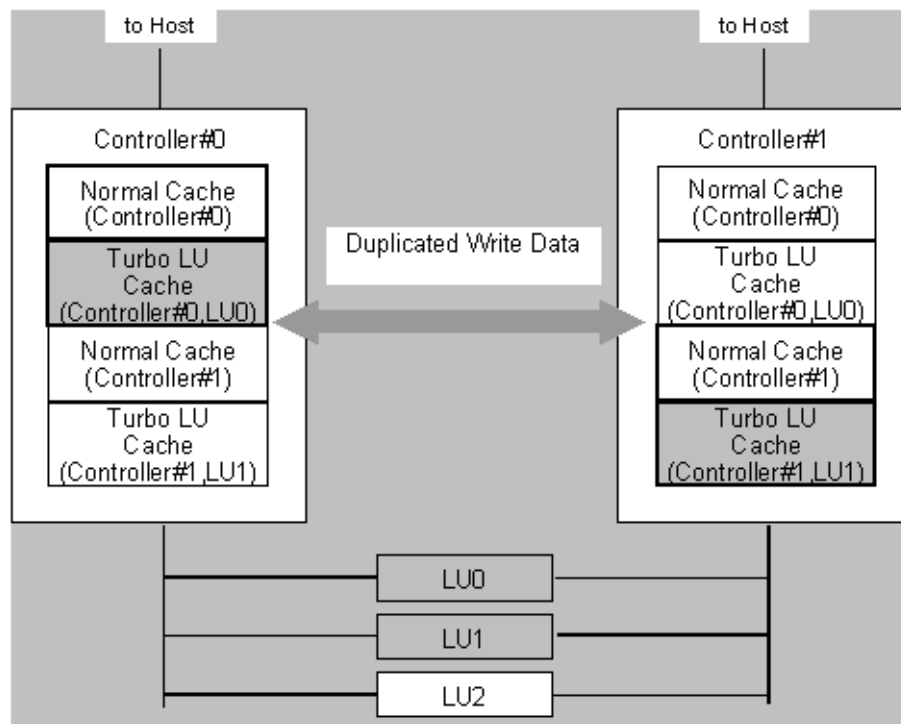 to Host
to Host
Controller#0
Normal Cache
(Controller#0)
Turbo LU
Cache
(Controller#0,LU0)
Normal Cache
(Controller#1)
Turbo LU
Cache
(Controller#1,LU1)
Duplicated Write Data
Controller#1
Normal Cache
(Controller#0)
Turbo LU
Cache
(Controller#0,LU0)
Normal Cache
(Controller#1)
Turbo LU
Cache
(Controller#1,LU1)
LU0
LU1
LU2